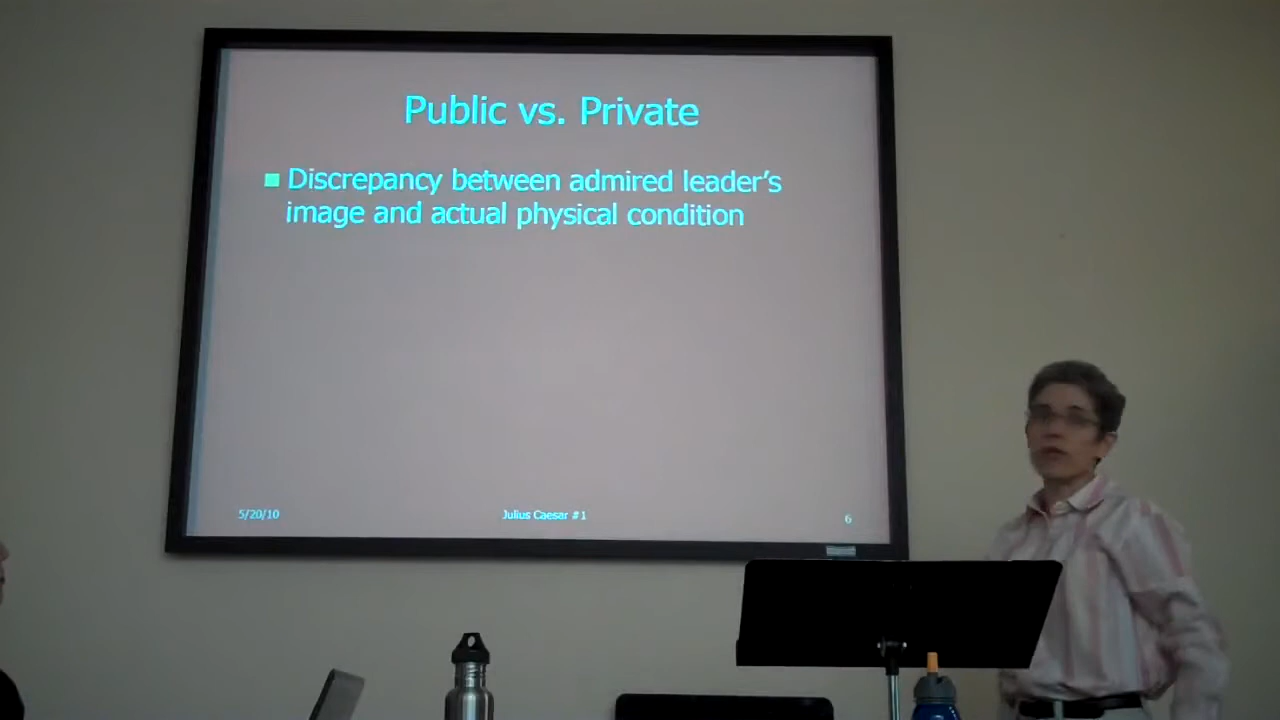 Public vs. Private
Discrepancy between admired leader's
image and actual physical condition
5/20/10
Julius Caesar #1
6